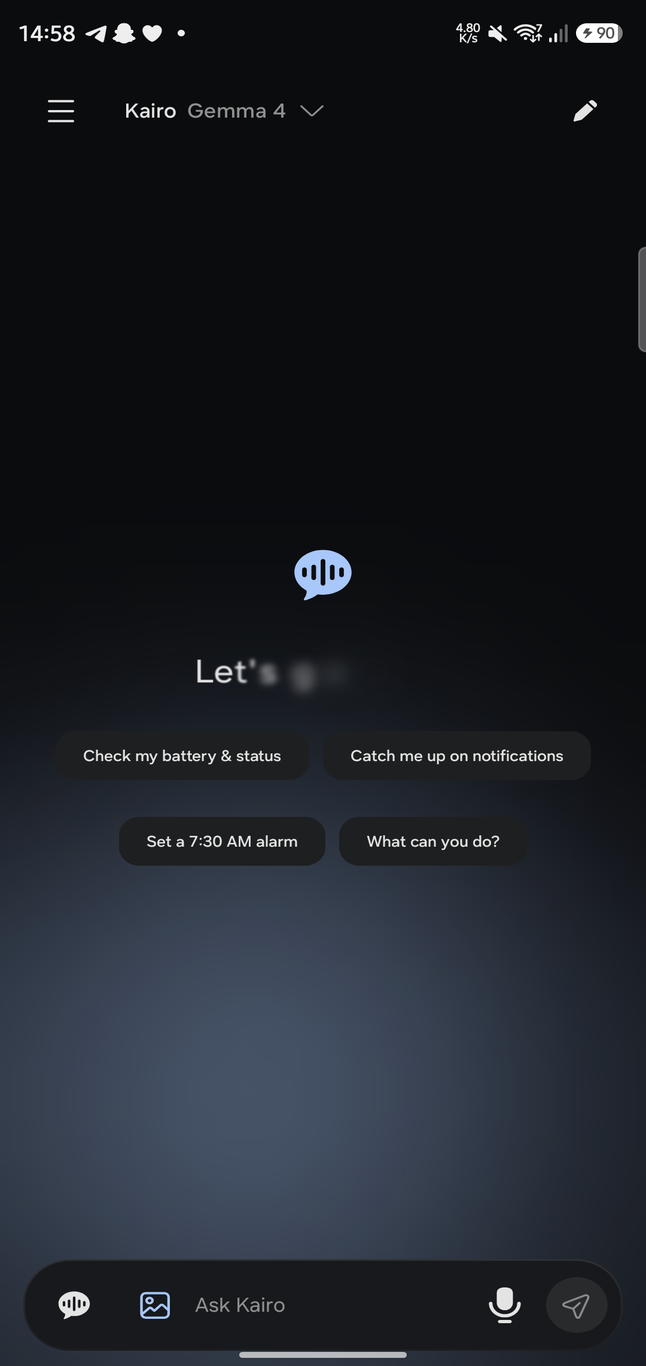 14:58
4.80 K/s
7
90
Kairo Gemma 4
Let's
Check my battery & status
Catch me up on notifications
Set a 7:30 AM alarm
What can you do?
Ask Kairo